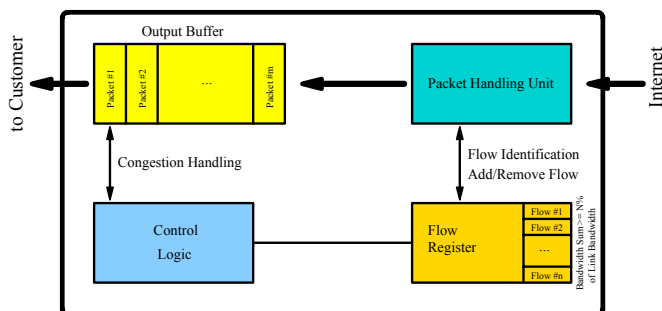 Output Buffer
to Customer
Packet #1
Packet #2
...
Packet #m
Packet Handling Unit
Internet
Congestion Handling
Flow Identification
Add/Remove Flow
Control
Logic
Flow
Register
Flow #1
Flow #2
...
Flow #n
Bandwidth Sum >= N%
of Link Bandwidth